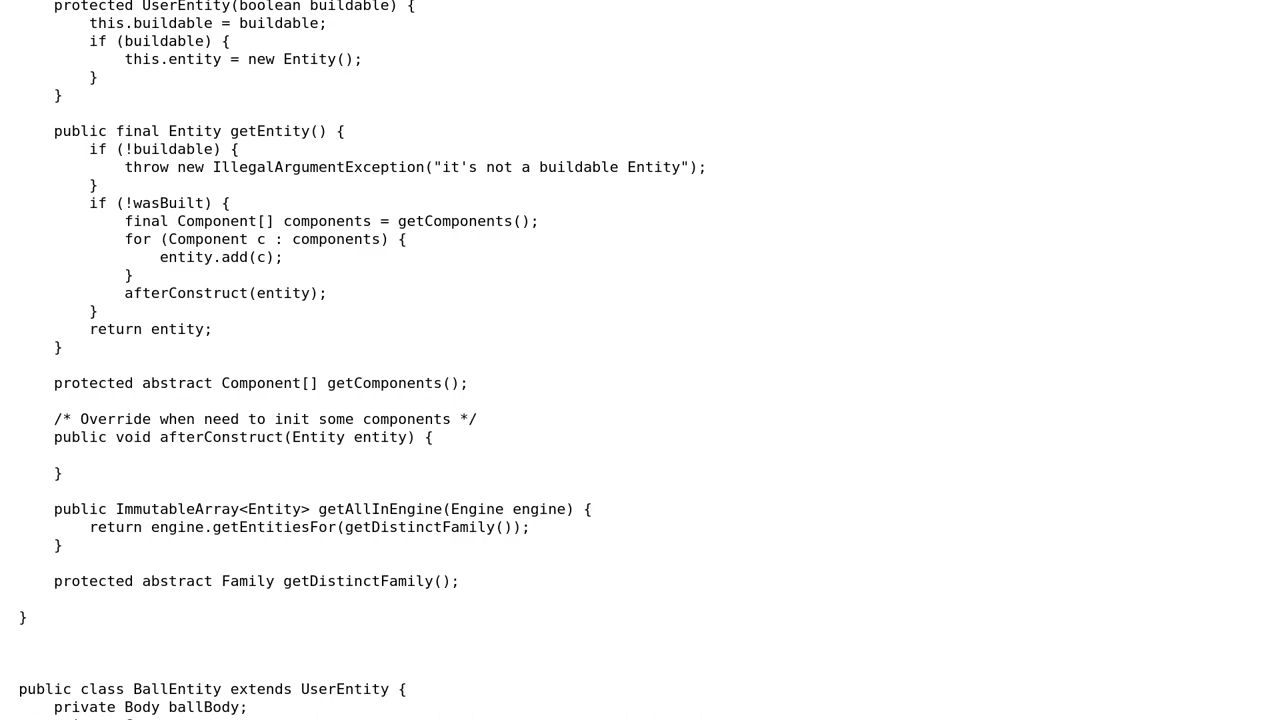 protected UserEntity(boolean buildable) {
this.buildable = buildable;
if (buildable) {
this.entity = new Entity();
}
}
public final Entity getEntity() {
if (!buildable) {
throw new IllegalArgumentException("it's not a buildable Entity");
}
if (!wasBuilt) {
final Component[] components = getComponents();
for (Component c : components) {
entity.add(c);
}
afterConstruct(entity);
}
return entity;
}
protected abstract Component[] getComponents();
/* Override when need to init some components */
public void afterConstruct(Entity entity) {
}
public ImmutableArray<Entity> getAllInEngine(Engine engine) {
return engine.getEntitiesFor(getDistinctFamily());
}
protected abstract Family getDistinctFamily();
}
public class BallEntity extends UserEntity {
private Body ballBody;